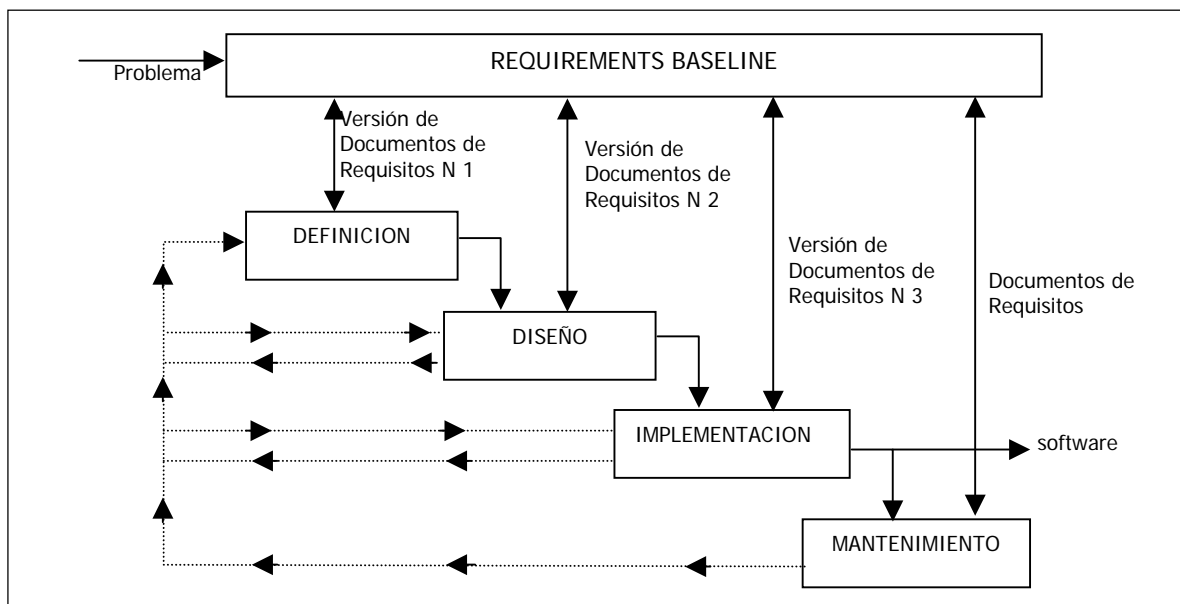 REQUIREMENTS BASELINE
Problema
Versión de
Documentos de
Requisitos N 1
Versión de
Documentos de
Requisitos N 2
Versión de
Documentos de
Requisitos N 3
Documentos de
Requisitos
DEFINICION
DISEÑO
IMPLEMENTACION
software
MANTENIMIENTO